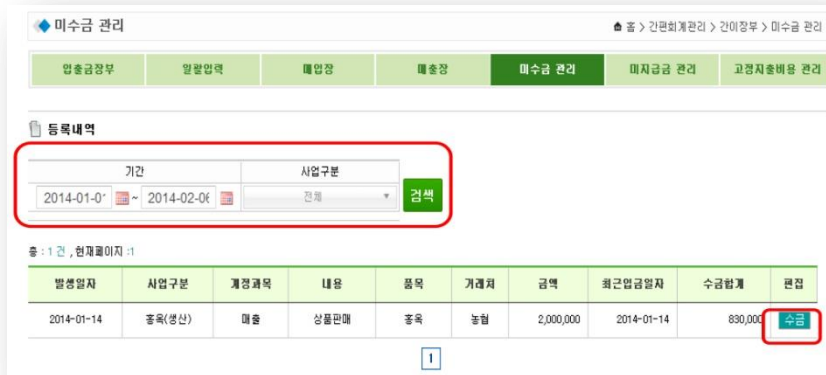 미수금 관리
홈 > 간편회계관리 > 간이장부 > 미수금 관리
입출금장부 일괄입력 매입장 매출장 미수금 관리 미지급금 관리 고정지출비용 관리
등록내역
기간 사업구분
2014-01-0 ~ 2014-02-06 전체 검색
총 : 1 건 ,현재페이지 :1
발생일자 사업구분 계정과목 내용 품목 거래처 금액 최근입금일자 수금합계 편집
2014-01-14 홍옥(생산) 매출 상품판매 홍옥 농협 2,000,000 2014-01-14 830,000 수금
1